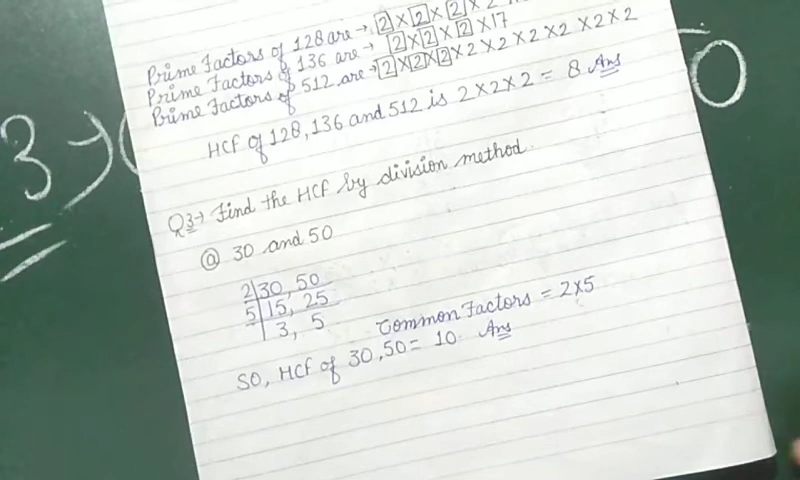 Prime Factors of 128 are → 2 × 2 × 2 × 2
Prime Factors of 136 are → 2 × 2 × 2 × 17
Prime Factors of 512 are → 2 × 2 × 2 × 2 × 2 × 2 × 2 × 2 × 2
HCF of 128, 136 and 512 is 2 × 2 × 2 = 8 Ans
3
Q3→ Find the HCF by division method.
ⓐ 30 and 50
2 | 30, 50
5 | 15, 25
3, 5
Common Factors = 2×5
SO, HCF of 30, 50 = 10. Ans